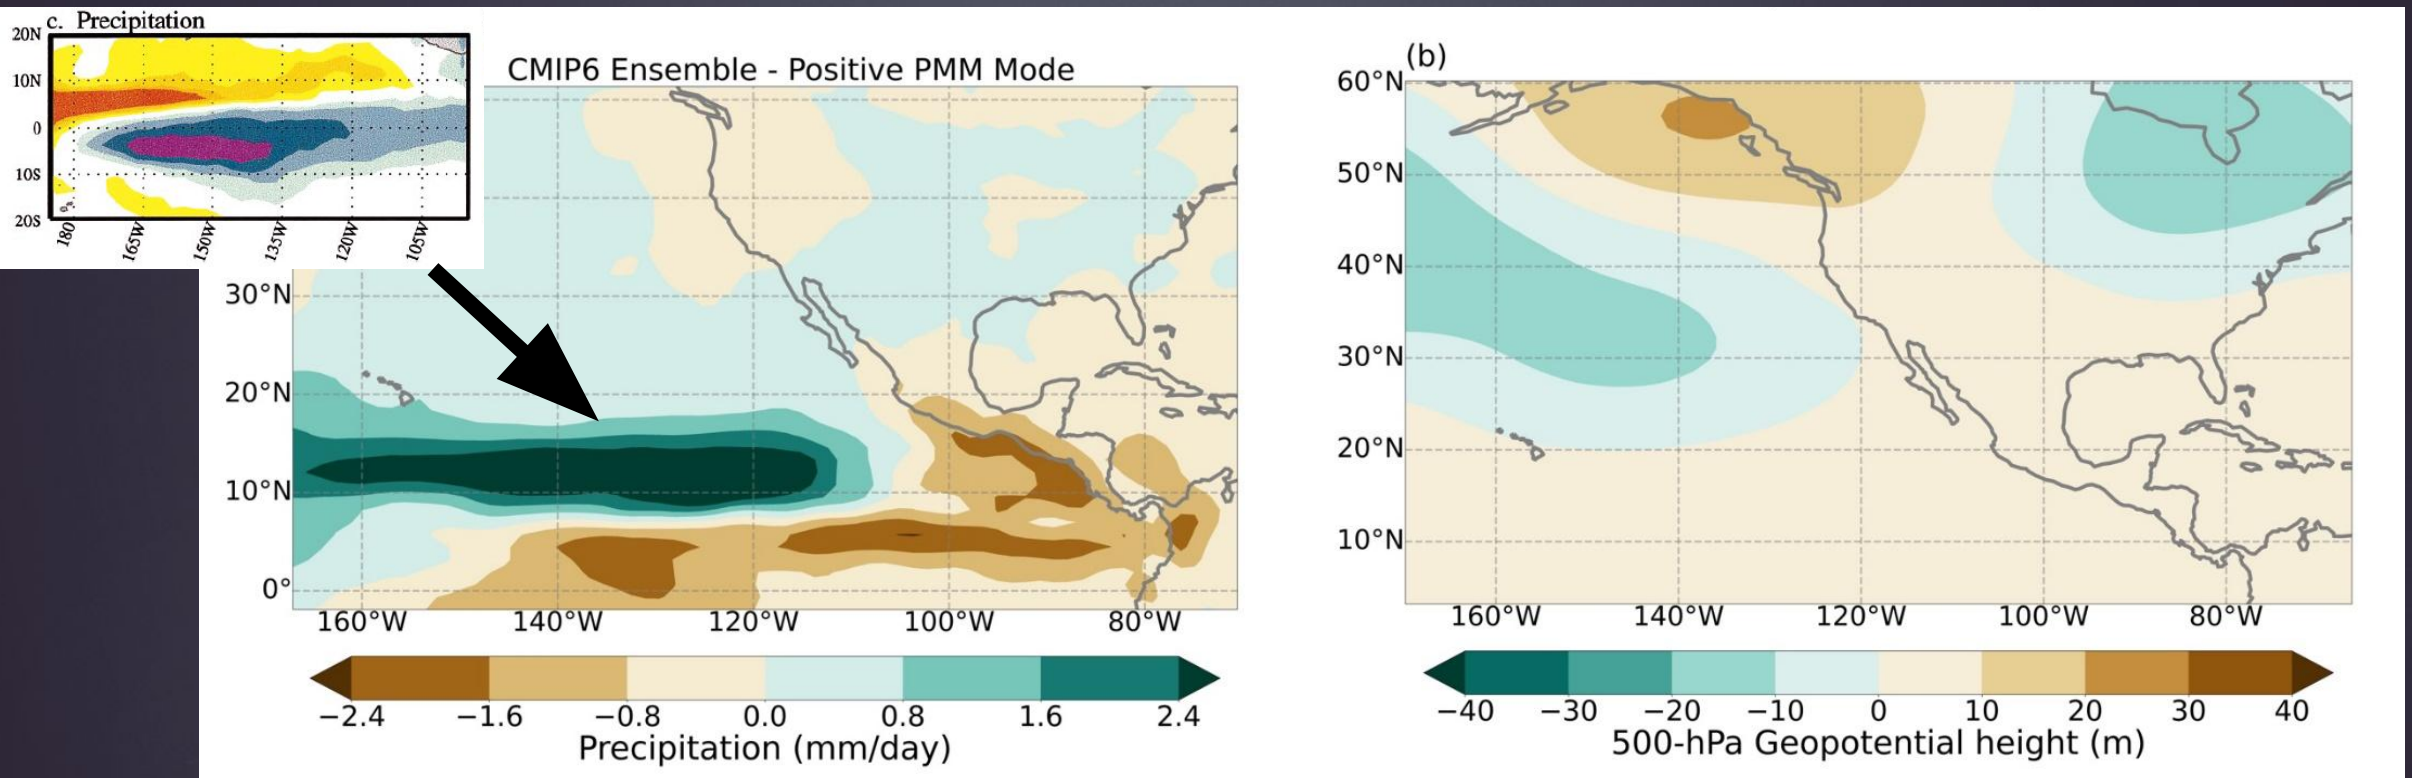 c. Precipitation
20N
10N
0
10S
20S
180
165W
150W
135W
120W
105W
CMIP6 Ensemble - Positive PMM Mode
30°N
20°N
10°N
0°
160°W
140°W
120°W
100°W
80°W
−2.4
−1.6
−0.8
0.0
0.8
1.6
2.4
Precipitation (mm/day)
(b)
60°N
50°N
40°N
30°N
20°N
10°N
160°W
140°W
120°W
100°W
80°W
−40
−30
−20
−10
0
10
20
30
40
500-hPa Geopotential height (m)